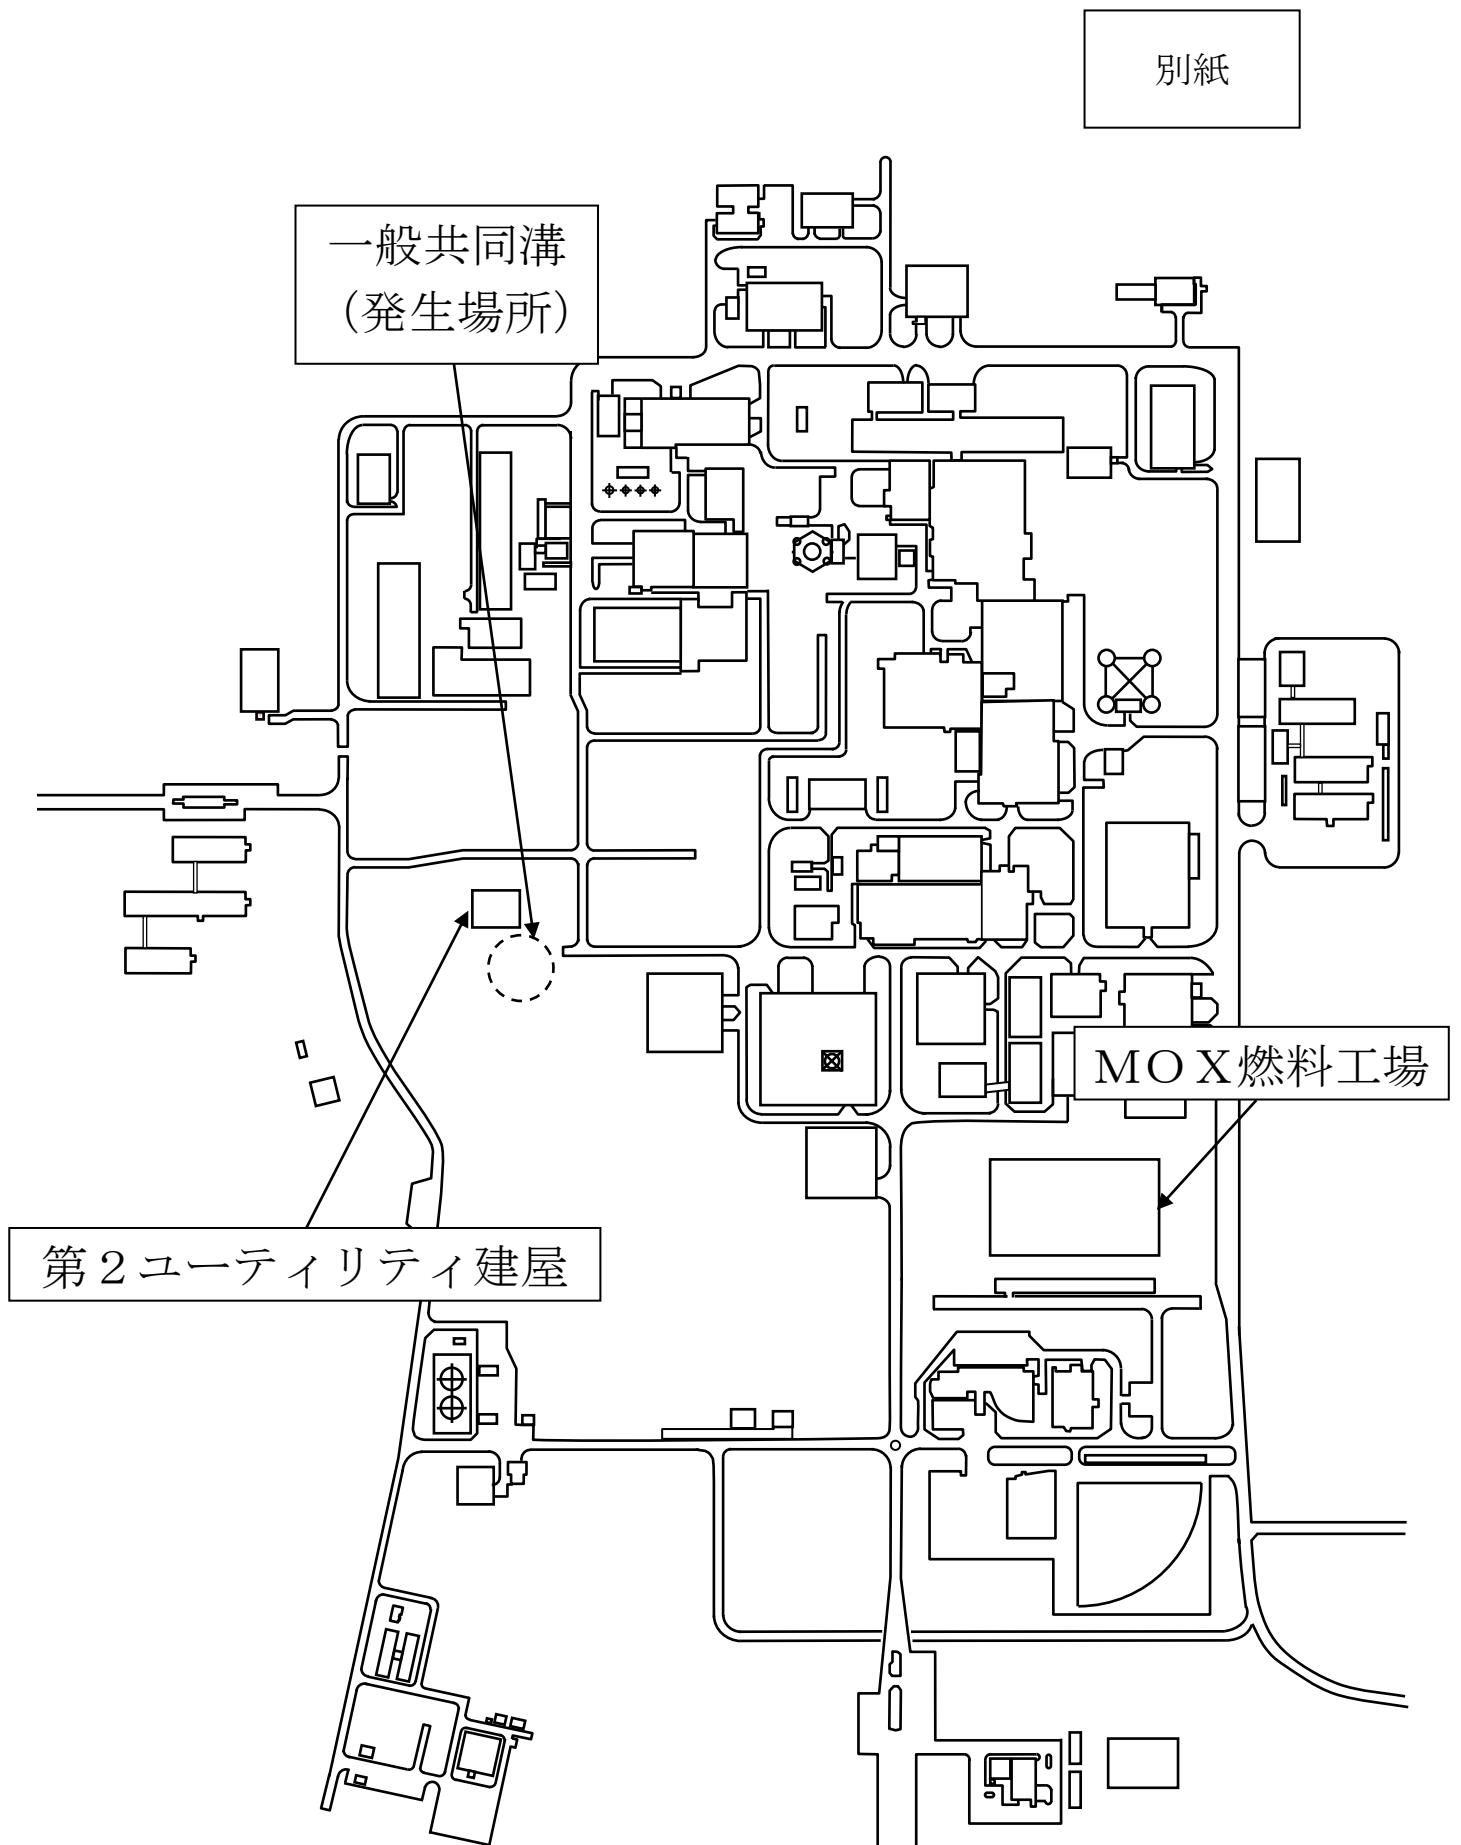 別紙
一般共同溝
（発生場所）
ＭＯＸ燃料工場
第２ユーティリティ建屋